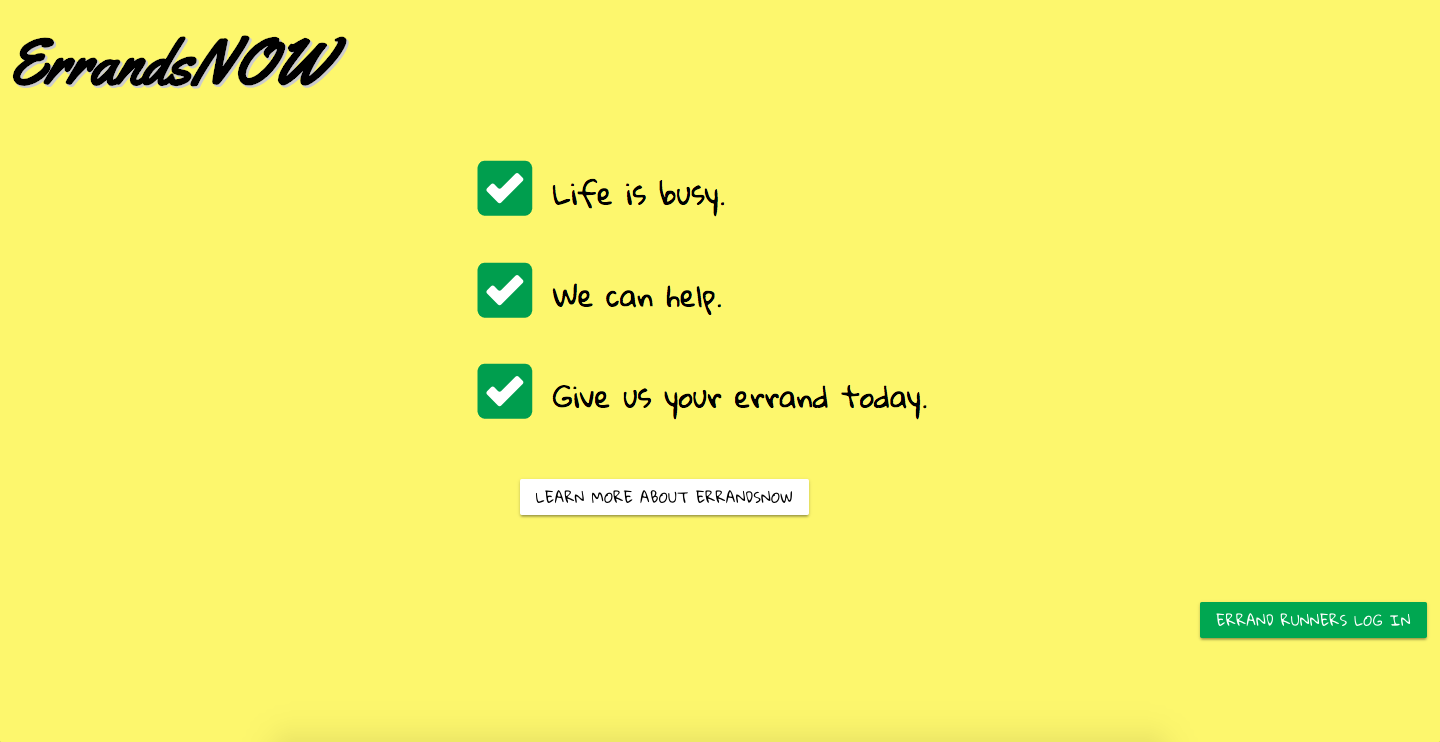 ErrandsNOW
Life is busy.
We can help.
Give us your errand today.
LEARN MORE ABOUT ERRANDSNOW
ERRAND RUNNERS LOG IN